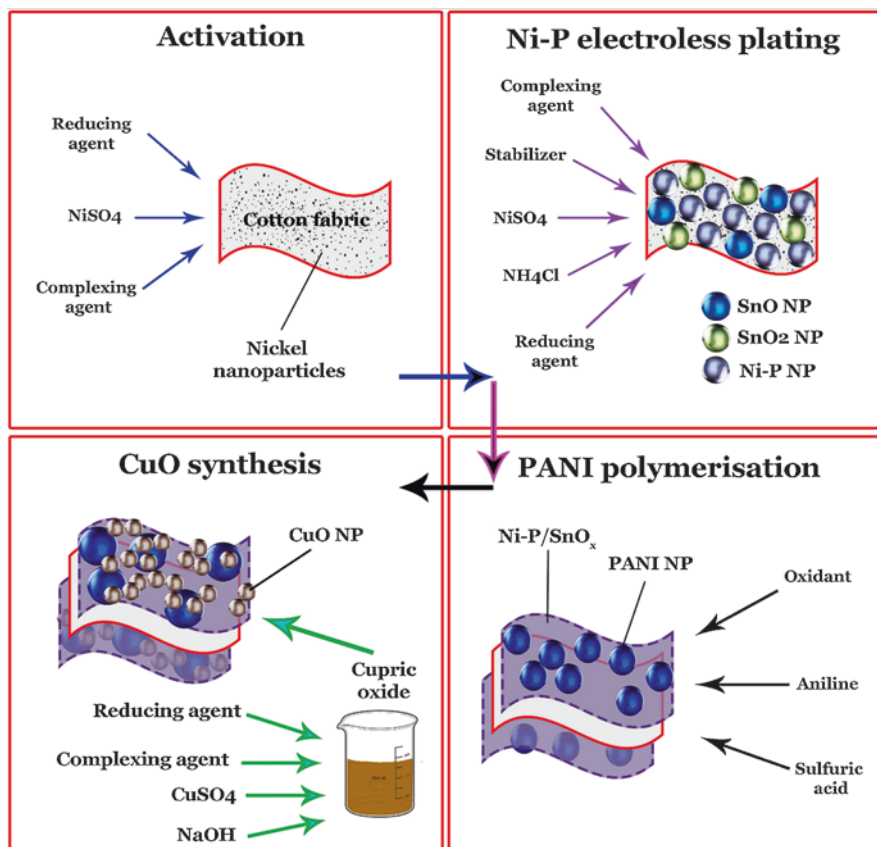 Activation
Reducing
agent
NiSO4
Complexing
agent
Cotton fabric
Nickel
nanoparticles
Ni-P electroless plating
Complexing
agent
Stabilizer
NiSO4
NH4Cl
Reducing
agent
SnO NP
SnO2 NP
Ni-P NP
CuO synthesis
CuO NP
Cupric
oxide
Reducing agent
Complexing agent
CuSO4
NaOH
PANI polymerisation
Ni-P/SnOₓ
PANI NP
Oxidant
Aniline
Sulfuric
acid